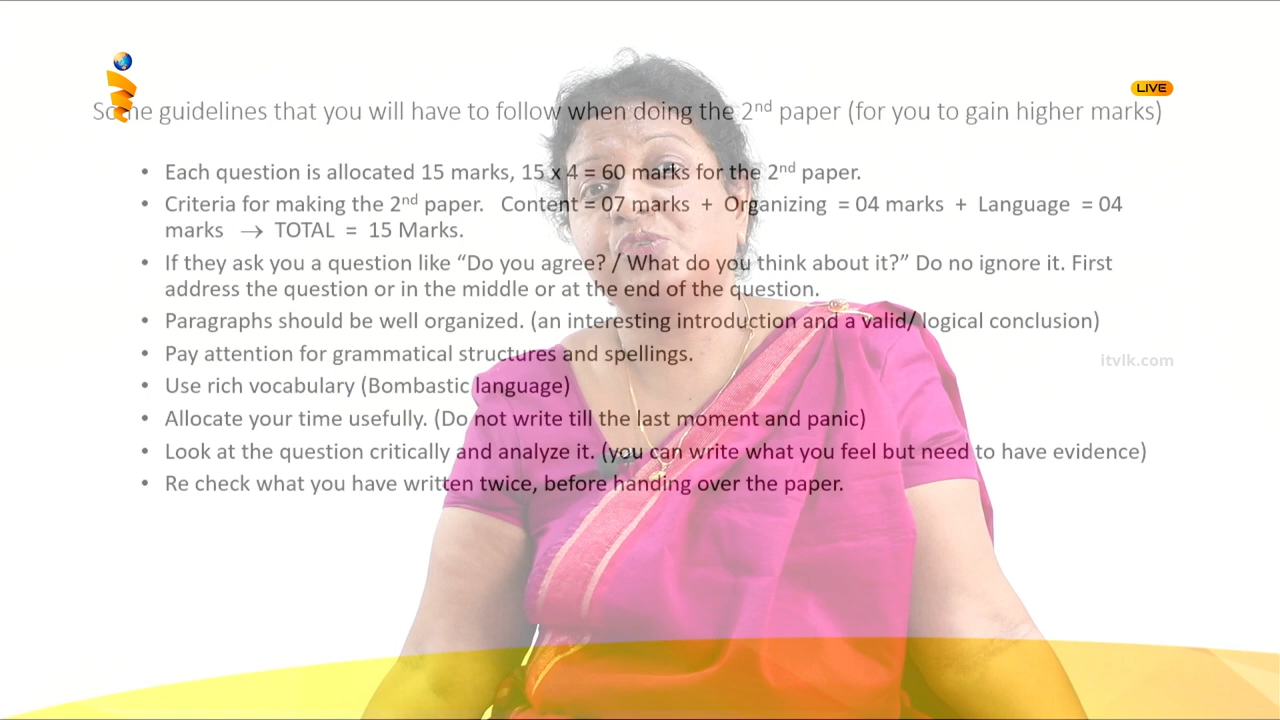 LIVE
Some guidelines that you will have to follow when doing the 2nd paper (for you to gain higher marks)
• Each question is allocated 15 marks, 15 x 4 = 60 marks for the 2nd paper.
• Criteria for making the 2nd paper. Content = 07 marks + Organizing = 04 marks + Language = 04
marks → TOTAL = 15 Marks.
• If they ask you a question like “Do you agree? / What do you think about it?” Do no ignore it. First
address the question or in the middle or at the end of the question.
• Paragraphs should be well organized. (an interesting introduction and a valid/ logical conclusion)
• Pay attention for grammatical structures and spellings.
itvlk.com
• Use rich vocabulary (Bombastic language)
• Allocate your time usefully. (Do not write till the last moment and panic)
• Look at the question critically and analyze it. (you can write what you feel but need to have evidence)
• Re check what you have written twice, before handing over the paper.